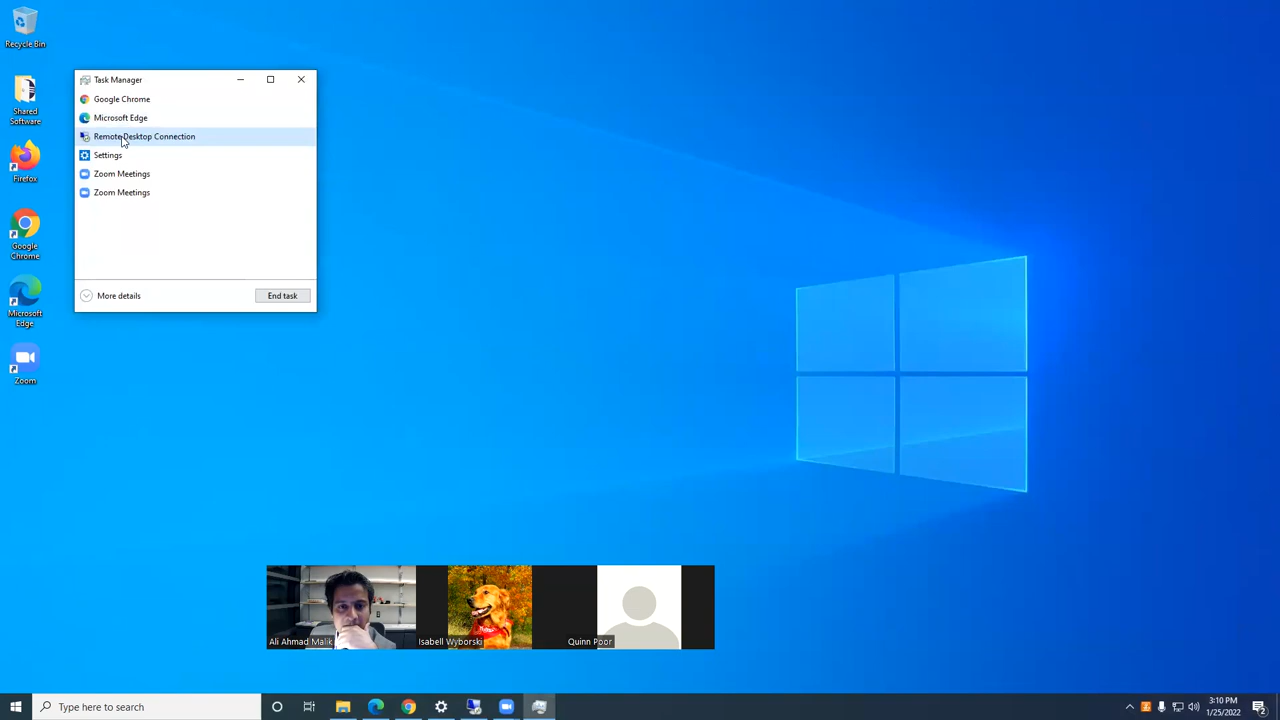 Recycle Bin
Shared
Software
Firefox
Google
Chrome
Microsoft
Edge
Zoom
Task Manager
Google Chrome
Microsoft Edge
Remote Desktop Connection
Settings
Zoom Meetings
Zoom Meetings
More details
End task
Ali Ahmad Malik
Isabell Wyborski
Quinn Poor
Type here to search
3:10 PM
1/25/2022
2